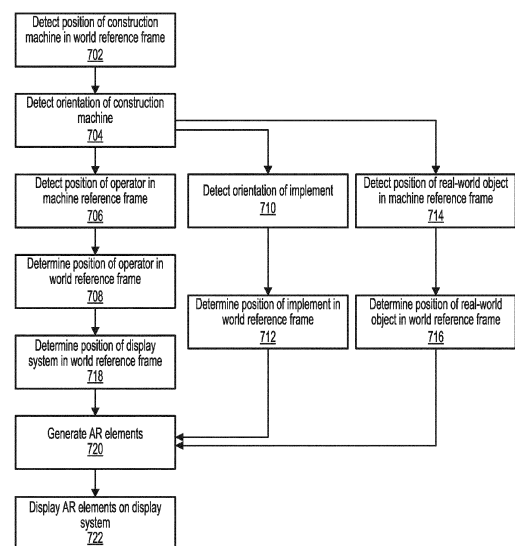 Detect position of construction
machine in world reference frame
702
Detect orientation of construction
machine
704
Detect position of operator in
machine reference frame
706
Detect orientation of implement
710
Detect position of real-world object
in machine reference frame
714
Determine position of operator in
world reference frame
708
Determine position of implement in
world reference frame
712
Determine position of real-world
object in world reference frame
716
Determine position of display
system in world reference frame
718
Generate AR elements
720
Display AR elements on display
system
722